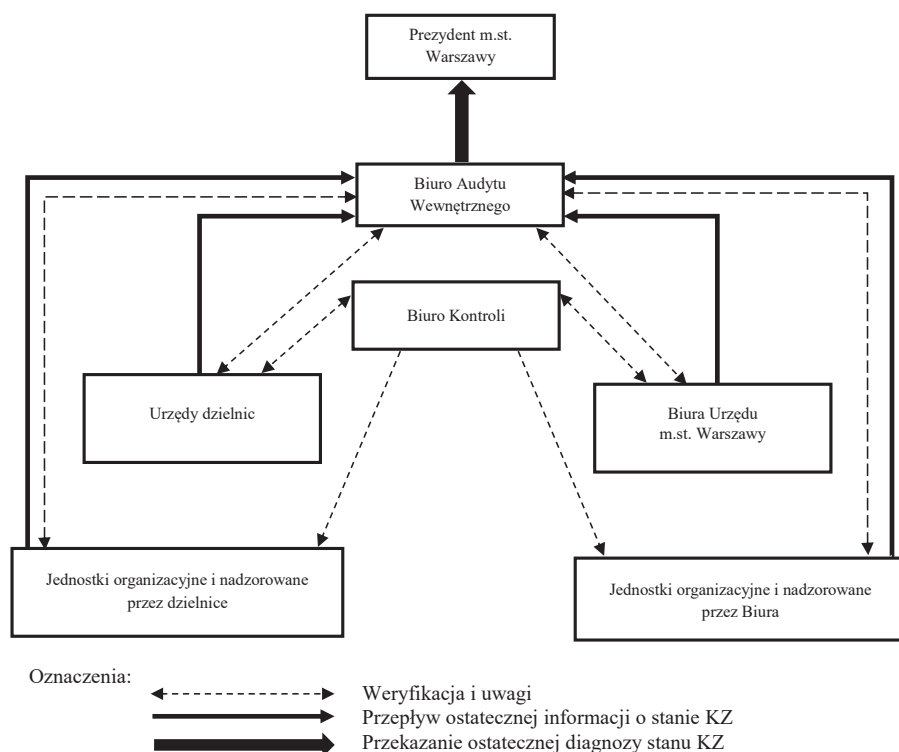 Prezydent m.st.
Warszawy
Biuro Audytu
Wewnętrznego
Biuro Kontroli
Urzędy dzielnic
Biura Urzędu
m.st. Warszawy
Jednostki organizacyjne i nadzorowane
przez dzielnice
Jednostki organizacyjne i nadzorowane
przez Biura
Oznaczenia:
Weryfikacja i uwagi
Przepływ ostatecznej informacji o stanie KZ
Przekazanie ostatecznej diagnozy stanu KZ